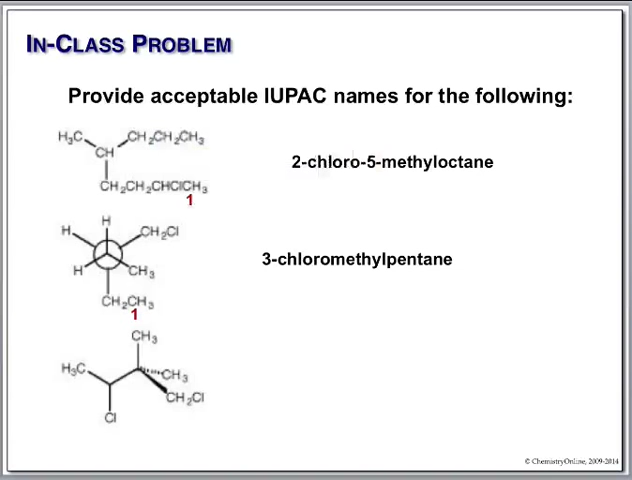 IN-CLASS PROBLEM
Provide acceptable IUPAC names for the following:
H₃C CH₂CH₂CH₃
CH
CH₂CH₂CHClCH₃
1
2-chloro-5-methyloctane
H
H CH₂Cl
H CH₃
CH₂CH₃
1
3-chloromethylpentane
CH₃
H₃C CH₃
CH₂Cl
Cl
© ChemistryOnline, 2009-2014